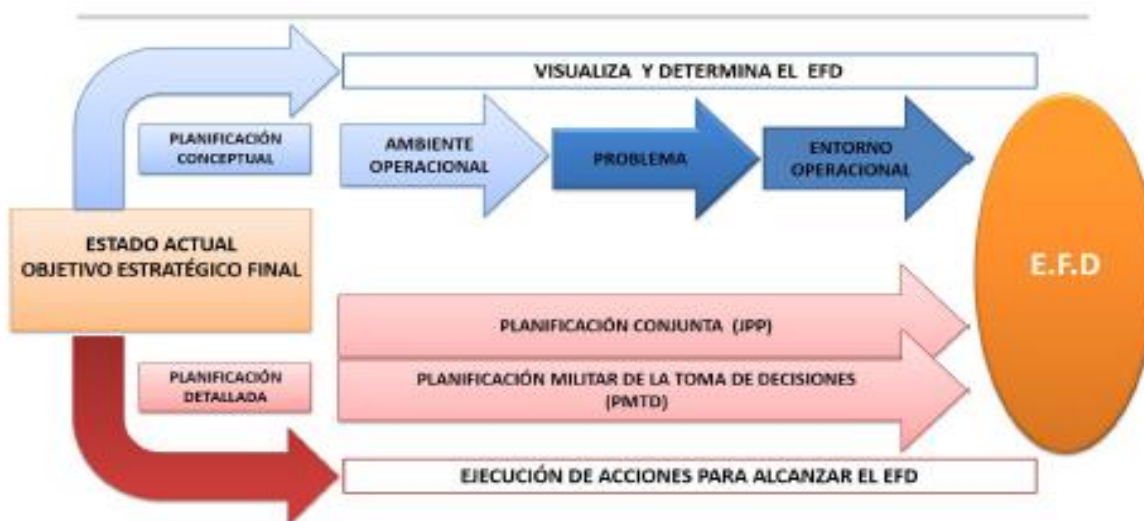 VISUALIZA Y DETERMINA EL EFD
PLANIFICACIÓN
CONCEPTUAL
AMBIENTE
OPERACIONAL
PROBLEMA
ENTORNO
OPERACIONAL
ESTADO ACTUAL
OBJETIVO ESTRATÉGICO FINAL
E.F.D
PLANIFICACIÓN CONJUNTA (JPP)
PLANIFICACIÓN
DETALLADA
PLANIFICACIÓN MILITAR DE LA TOMA DE DECISIONES
(PMTD)
EJECUCIÓN DE ACCIONES PARA ALCANZAR EL EFD